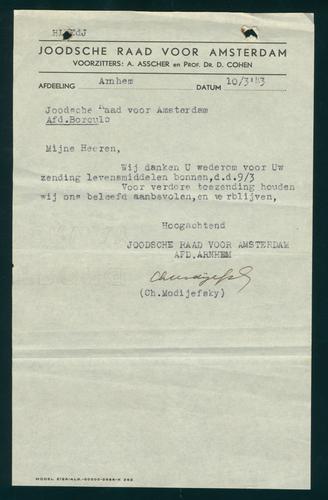 JOODSCHE RAAD VOOR AMSTERDAM
VOORZITTERS: A. ASSCHER EN PROF. DR. D. COHEN
AFDEELING Arnhem DATUM 10/3/43
Joodsche Raad voor Amsterdam
Afd.Borculo
Mijne Heeren,
Wij danken U wederom voor Uw
zending levensmiddelen bonnen,d.d.9/3
Voor verdere toezending houden
wij ons beleefd aanbevolen,en verblijven,
Hoogachtend
JOODSCHE RAAD VOOR AMSTERDAM
AFD.ARNHEM
(Ch.Modijefsky)